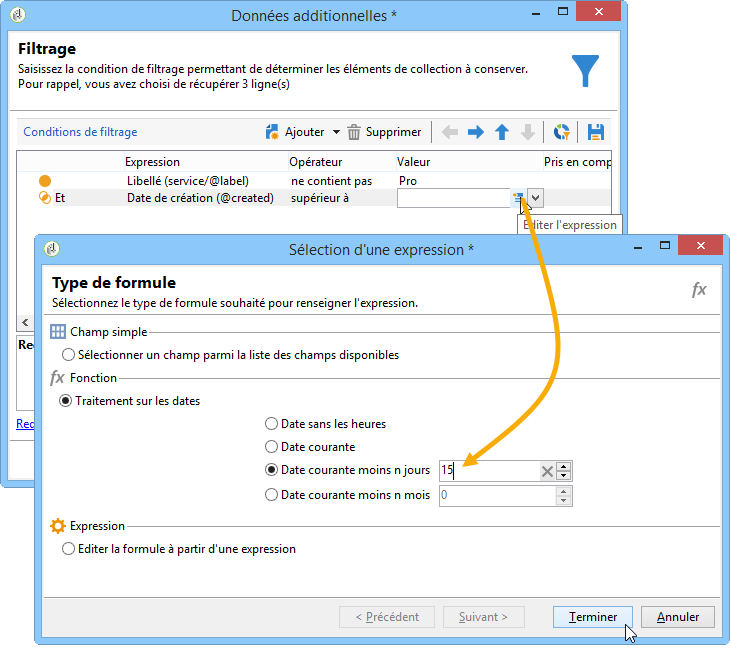 Données additionnelles *
Filtrage
Saisissez la condition de filtrage permettant de déterminer les éléments de collection à conserver.
Pour rappel, vous avez choisi de récupérer 3 ligne(s)
Conditions de filtrage Ajouter Supprimer
Expression Opérateur Valeur Pris en comp
Libellé (service/@label) ne contient pas Pro
Et Date de création (@created) supérieur à
Editer l'expression
Sélection d'une expression *
Type de formule
Sélectionnez le type de formule souhaité pour renseigner l'expression.
fx
Re
Rec
Champ simple
Sélectionner un champ parmi la liste des champs disponibles
fx Fonction
Traitement sur les dates
Date sans les heures
Date courante
Date courante moins n jours 15
Date courante moins n mois 0
Expression
Editer la formule à partir d'une expression
< Précédent Suivant > Terminer Annuler